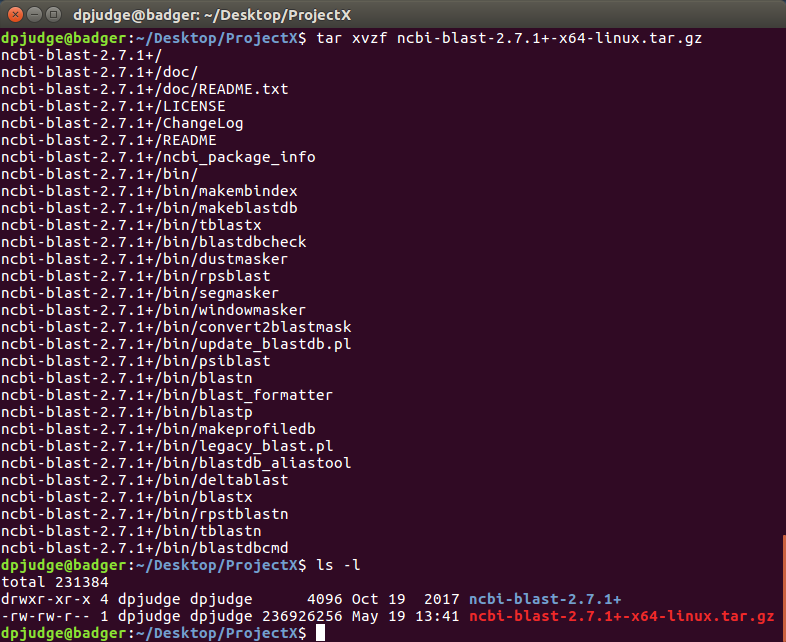 dpjudge@badger: ~/Desktop/ProjectX
dpjudge@badger:~/Desktop/ProjectX$ tar xvzf ncbi-blast-2.7.1+-x64-linux.tar.gz
ncbi-blast-2.7.1+/
ncbi-blast-2.7.1+/doc/
ncbi-blast-2.7.1+/doc/README.txt
ncbi-blast-2.7.1+/LICENSE
ncbi-blast-2.7.1+/ChangeLog
ncbi-blast-2.7.1+/README
ncbi-blast-2.7.1+/ncbi_package_info
ncbi-blast-2.7.1+/bin/
ncbi-blast-2.7.1+/bin/makembindex
ncbi-blast-2.7.1+/bin/makeblastdb
ncbi-blast-2.7.1+/bin/tblastx
ncbi-blast-2.7.1+/bin/blastdbcheck
ncbi-blast-2.7.1+/bin/dustmasker
ncbi-blast-2.7.1+/bin/rpsblast
ncbi-blast-2.7.1+/bin/segmasker
ncbi-blast-2.7.1+/bin/windowmasker
ncbi-blast-2.7.1+/bin/convert2blastmask
ncbi-blast-2.7.1+/bin/update_blastdb.pl
ncbi-blast-2.7.1+/bin/psiblast
ncbi-blast-2.7.1+/bin/blastn
ncbi-blast-2.7.1+/bin/blast_formatter
ncbi-blast-2.7.1+/bin/blastp
ncbi-blast-2.7.1+/bin/makeprofiledb
ncbi-blast-2.7.1+/bin/legacy_blast.pl
ncbi-blast-2.7.1+/bin/blastdb_aliastool
ncbi-blast-2.7.1+/bin/deltablast
ncbi-blast-2.7.1+/bin/blastx
ncbi-blast-2.7.1+/bin/rpstblastn
ncbi-blast-2.7.1+/bin/tblastn
ncbi-blast-2.7.1+/bin/blastdbcmd
dpjudge@badger:~/Desktop/ProjectX$ ls -l
total 231384
drwxr-xr-x 4 dpjudge dpjudge      4096 Oct 19  2017 ncbi-blast-2.7.1+
-rw-rw-r-- 1 dpjudge dpjudge 236926256 May 19 13:41 ncbi-blast-2.7.1+-x64-linux.tar.gz
dpjudge@badger:~/Desktop/ProjectX$